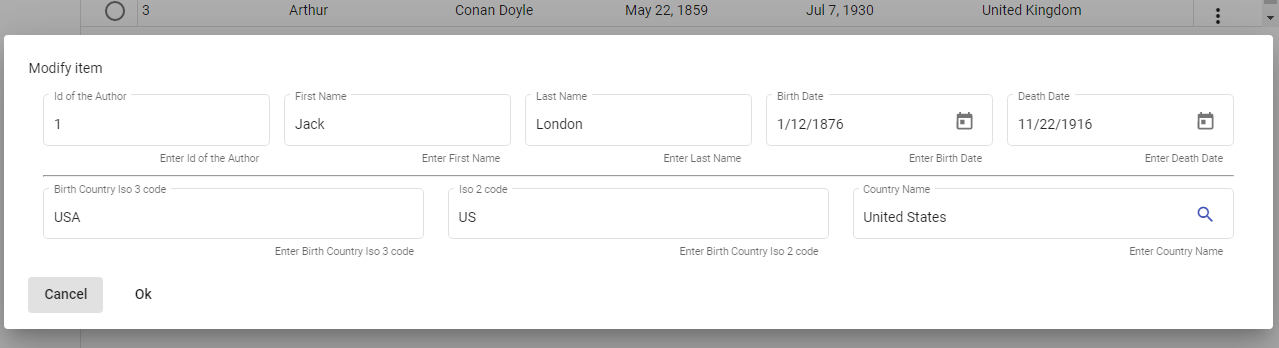 3 Arthur Conan Doyle May 22, 1859 Jul 7, 1930 United Kingdom
Modify item
Id of the Author First Name Last Name Birth Date Death Date
1 Jack London 1/12/1876 11/22/1916
Enter Id of the Author Enter First Name Enter Last Name Enter Birth Date Enter Death Date
Birth Country Iso 3 code Iso 2 code Country Name
USA US United States
Enter Birth Country Iso 3 code Enter Birth Country Iso 2 code Enter Country Name
Cancel Ok